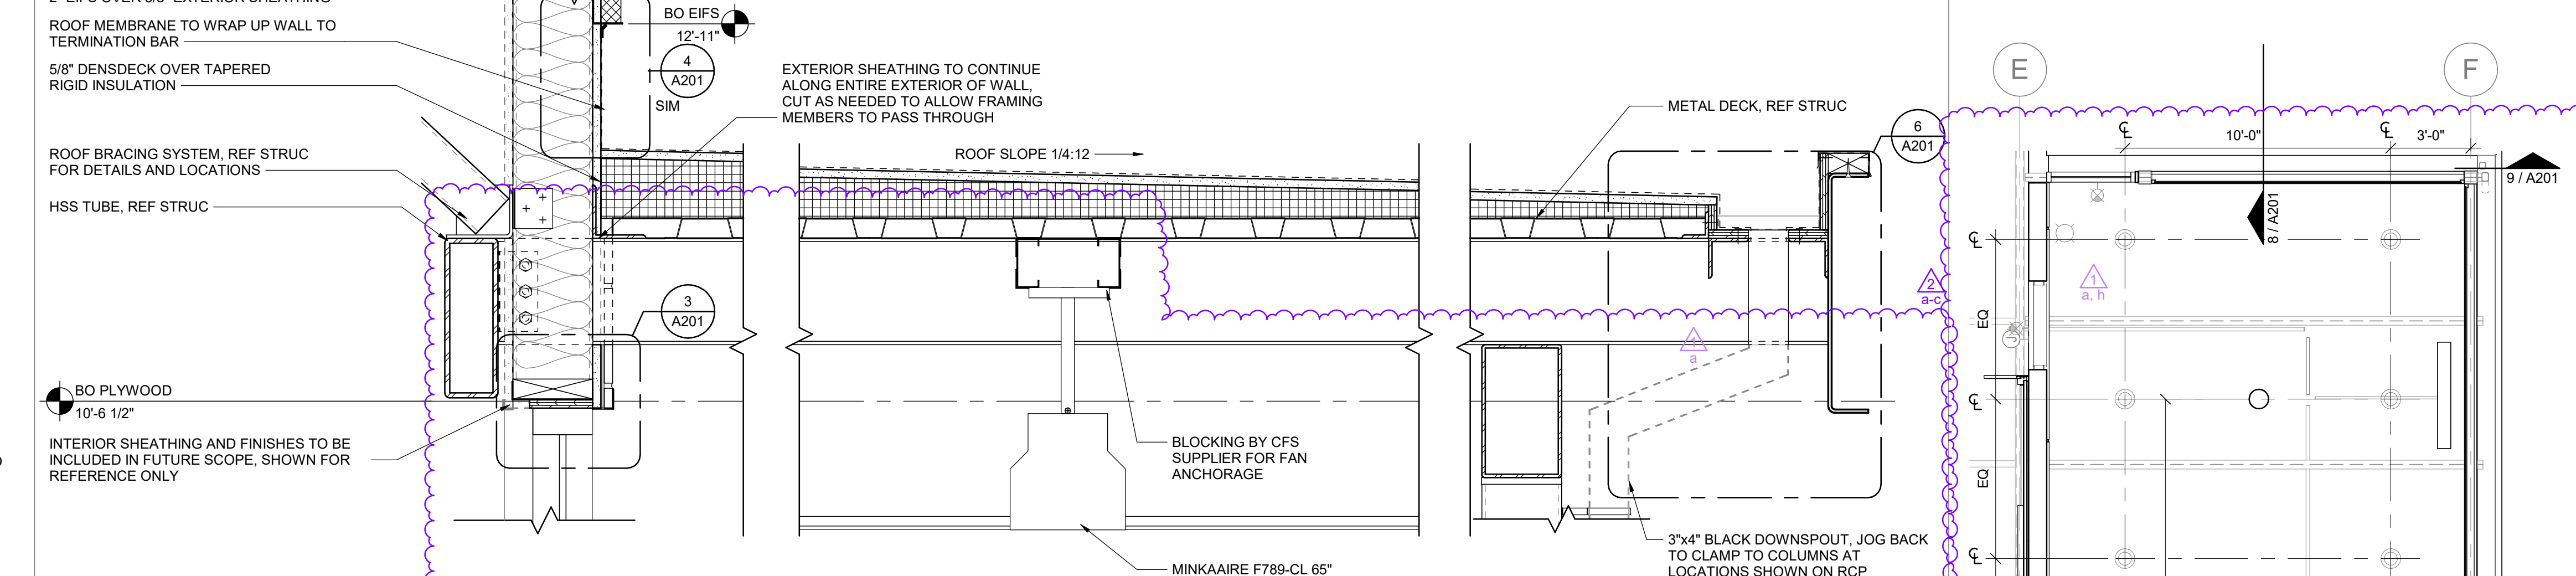 ROOF MEMBRANE TO WRAP UP WALL TO
TERMINATION BAR
5/8" DENSDECK OVER TAPERED
RIGID INSULATION
ROOF BRACING SYSTEM, REF STRUC
FOR DETAILS AND LOCATIONS
HSS TUBE, REF STRUC
BO PLYWOOD
10'-6 1/2"
INTERIOR SHEATHING AND FINISHES TO BE
INCLUDED IN FUTURE SCOPE, SHOWN FOR
REFERENCE ONLY
BO EIFS
12'-11"
4
A201
SIM
EXTERIOR SHEATHING TO CONTINUE
ALONG ENTIRE EXTERIOR OF WALL,
CUT AS NEEDED TO ALLOW FRAMING
MEMBERS TO PASS THROUGH
ROOF SLOPE 1/4:12
3
A201
BLOCKING BY CFS
SUPPLIER FOR FAN
ANCHORAGE
MINKAAIRE F789-CL 65"
METAL DECK, REF STRUC
6
A201
2
a-c
1
a
3"x4" BLACK DOWNSPOUT, JOG BACK
TO CLAMP TO COLUMNS AT
LOCATIONS SHOWN ON RCP
E
F
10'-0"
3'-0"
9 / A201
8 / A201
1
a, h
EQ
EQ